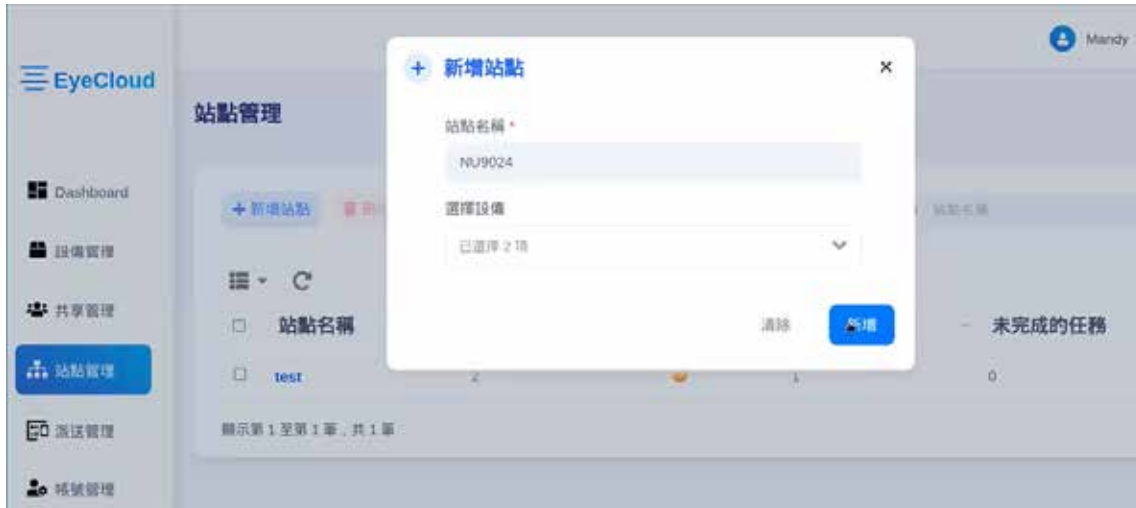 EyeCloud
Mandy
新增站點
站點管理
站點名稱 *
NU9024
選擇設備
已選擇 2 項
清除
新增
Dashboard
設備管理
共享管理
站點管理
派送管理
帳號管理
+ 新增站點
站點名稱
站點名稱
未完成的任務
test
2
1
0
顯示第 1 至第 1 筆，共 1 筆